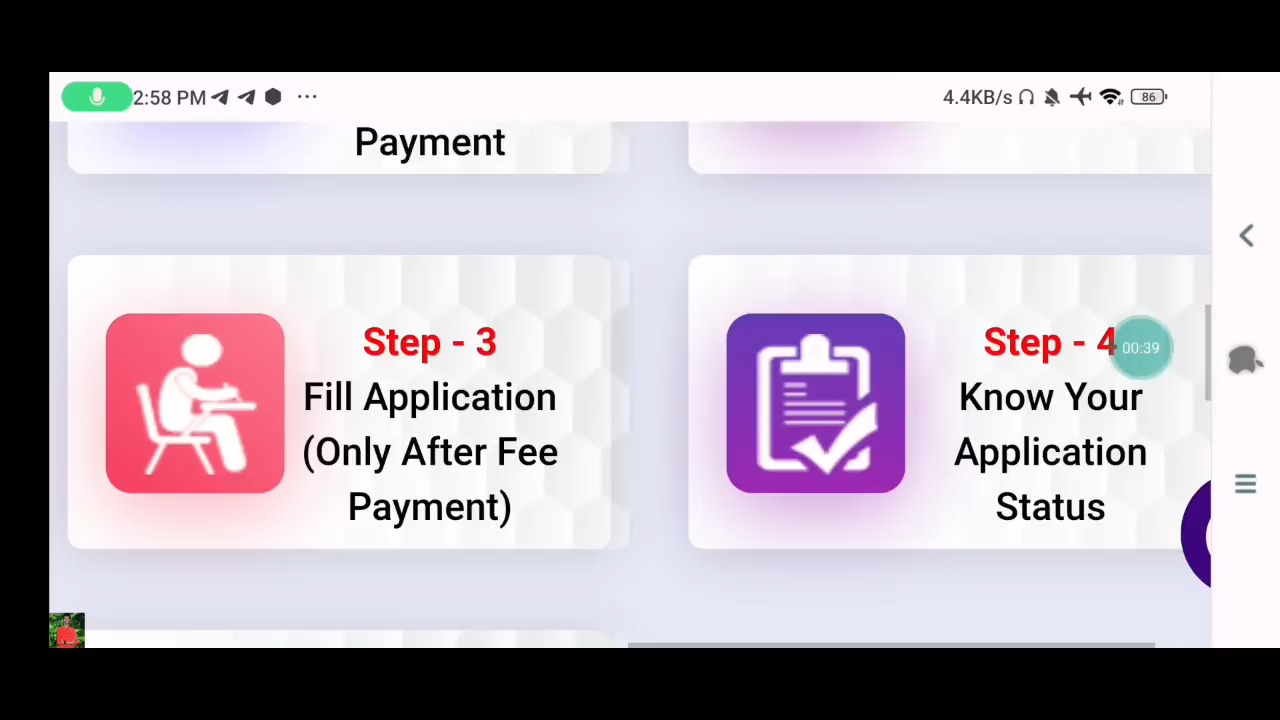 2:58 PM ... 4.4KB/s 86
Payment
Step - 3
Fill Application
(Only After Fee
Payment)
Step - 4
00:39
Know Your
Application
Status